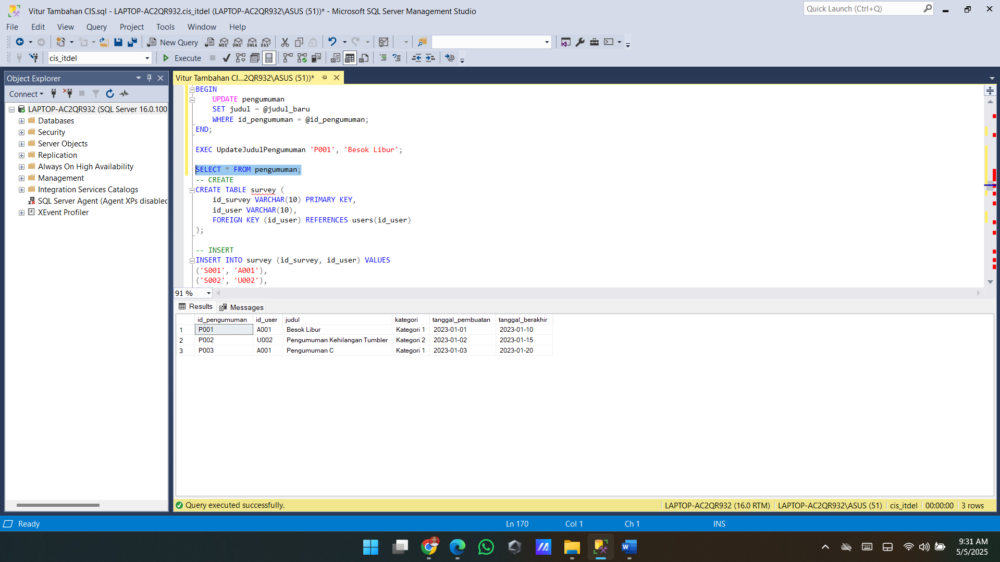 Vitur Tambahan CIS.sql - LAPTOP-AC2QR932.cis_itdel (LAPTOP-AC2QR932\ASUS (51))* - Microsoft SQL Server Management Studio
Quick Launch (Ctrl+Q)
File Edit View Query Project Tools Window Help
New Query
MDX DMX XMLA DAX
cis_itdel
Execute
Object Explorer
Connect
LAPTOP-AC2QR932 (SQL Server 16.0.100
Databases
Security
Server Objects
Replication
Always On High Availability
Management
Integration Services Catalogs
SQL Server Agent (Agent XPs disabled
XEvent Profiler
Vitur Tambahan CI...2QR932\ASUS (51))*
BEGIN
UPDATE pengumuman
SET judul = @judul_baru
WHERE id_pengumuman = @id_pengumuman;
END;
EXEC UpdateJudulPengumuman 'P001', 'Besok Libur';
SELECT * FROM pengumuman;
-- CREATE
CREATE TABLE survey (
id_survey VARCHAR(10) PRIMARY KEY,
id_user VARCHAR(10),
FOREIGN KEY (id_user) REFERENCES users(id_user)
);
-- INSERT
INSERT INTO survey (id_survey, id_user) VALUES
('S001', 'A001'),
('S002', 'U002'),
91 %
Results Messages
id_pengumuman id_user judul kategori tanggal_pembuatan tanggal_berakhir
1 P001 A001 Besok Libur Kategori 1 2023-01-01 2023-01-10
2 P002 U002 Pengumuman Kehilangan Tumbler Kategori 2 2023-01-02 2023-01-15
3 P003 A001 Pengumuman C Kategori 1 2023-01-03 2023-01-20
Query executed successfully.
LAPTOP-AC2QR932 (16.0 RTM) LAPTOP-AC2QR932\ASUS (51) cis_itdel 00:00:00 3 rows
Ready Ln 170 Col 1 Ch 1 INS
9:31 AM
5/5/2025